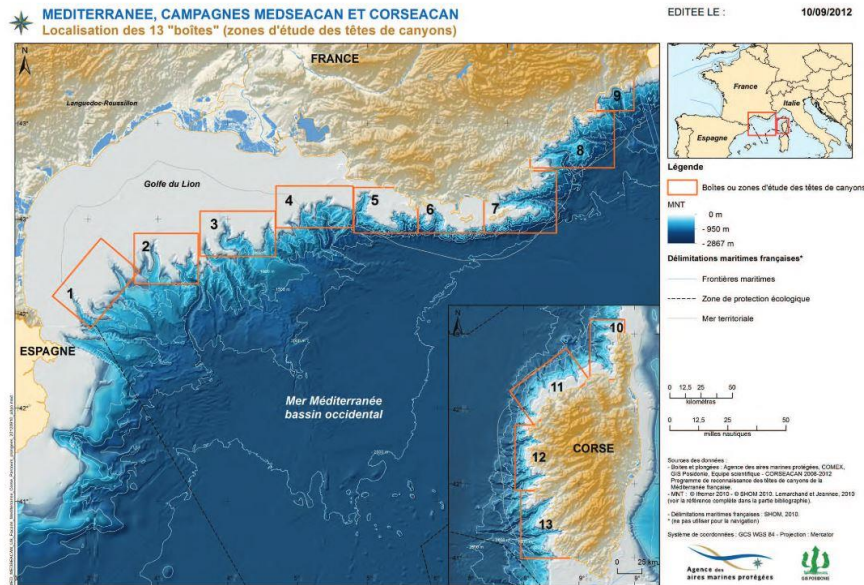 MEDITERRANEE, CAMPAGNES MEDSEACAN ET CORSEACAN
Localisation des 13 "boîtes" (zones d'étude des têtes de canyons)
EDITEE LE : 10/09/2012
N
FRANCE
Languedoc-Roussillon
Golfe du Lion
1
2
3
4
5
6
7
8
9
ESPAGNE
Mer Méditerranée
bassin occidental
N
10
11
12
13
CORSE
0 25 km
France
Italie
Espagne
Légende
Boîtes ou zones d'étude des têtes de canyons
MNT
0 m
- 950 m
- 2867 m
Délimitations maritimes françaises*
Frontières maritimes
Zone de protection écologique
Mer territoriale
0 12,5 25 50
kilomètres
0 12,5 25 50
milles nautiques
Sources des données :
- Boites et plongées : Agence des aires marines protégées, COMEX,
GIS Posidonie, Equipe scientifique - CORSEACAN 2008-2012
Programme de reconnaissance des têtes de canyons de la
Méditerranée française.
- MNT : © Ifremer 2010 - © SHOM 2010. Lemarchand et Jeannee, 2010
(voir la référence complète dans la partie bibliographie).
- Délimitations maritimes françaises : SHOM, 2010.
* (ne pas utiliser pour la navigation)
Système de coordonnées : GCS WGS 84 - Projection : Mercator
Agence des
aires marines protégées
GIS POSIDONIE